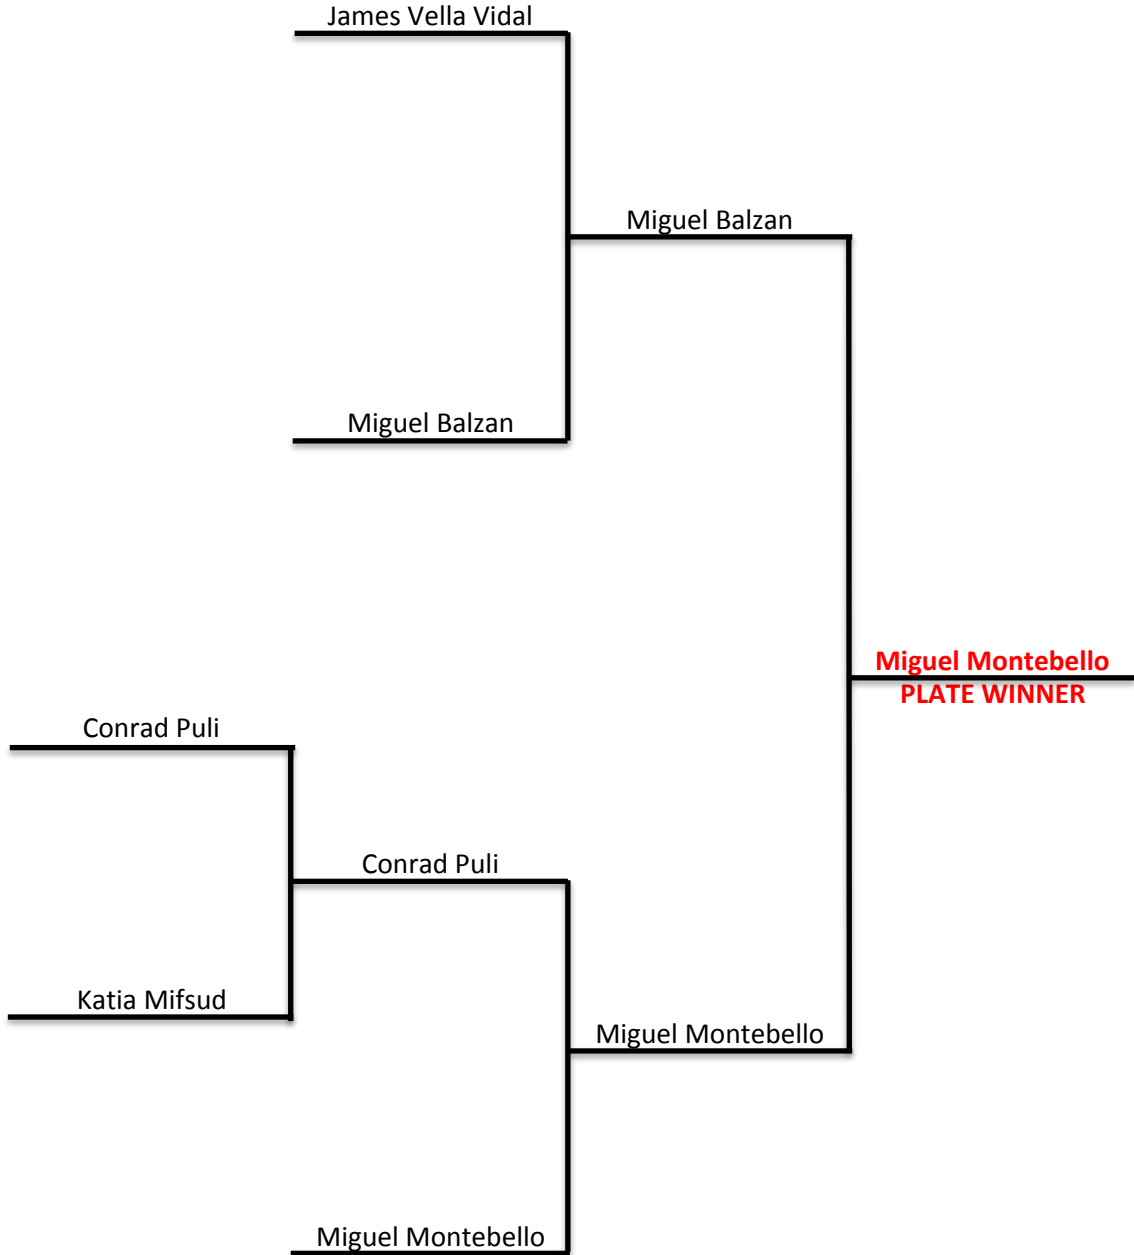 James Vella Vidal
Miguel Balzan
Miguel Balzan
Miguel Montebello
PLATE WINNER
Conrad Puli
Conrad Puli
Katia Mifsud
Miguel Montebello
Miguel Montebello